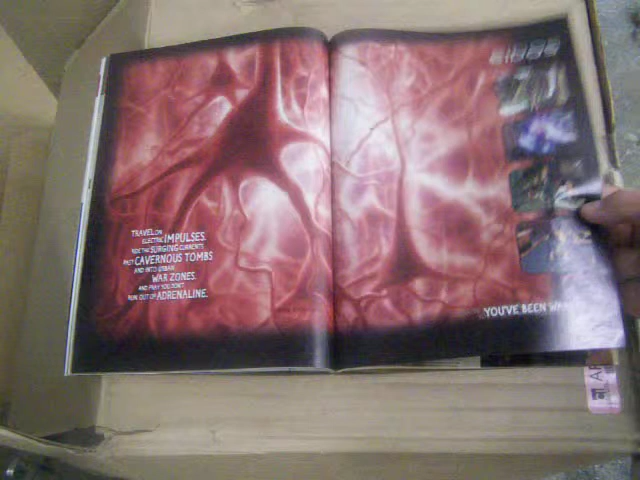 TRAVEL ON
ELECTRIC IMPULSES.
RIDE THE SURGING CURRENTS
PAST CAVERNOUS TOMBS
AND INTO URBAN
WAR ZONES.
AND PRAY YOU DON'T
RUN OUT OF ADRENALINE.
...YOU'VE BEEN